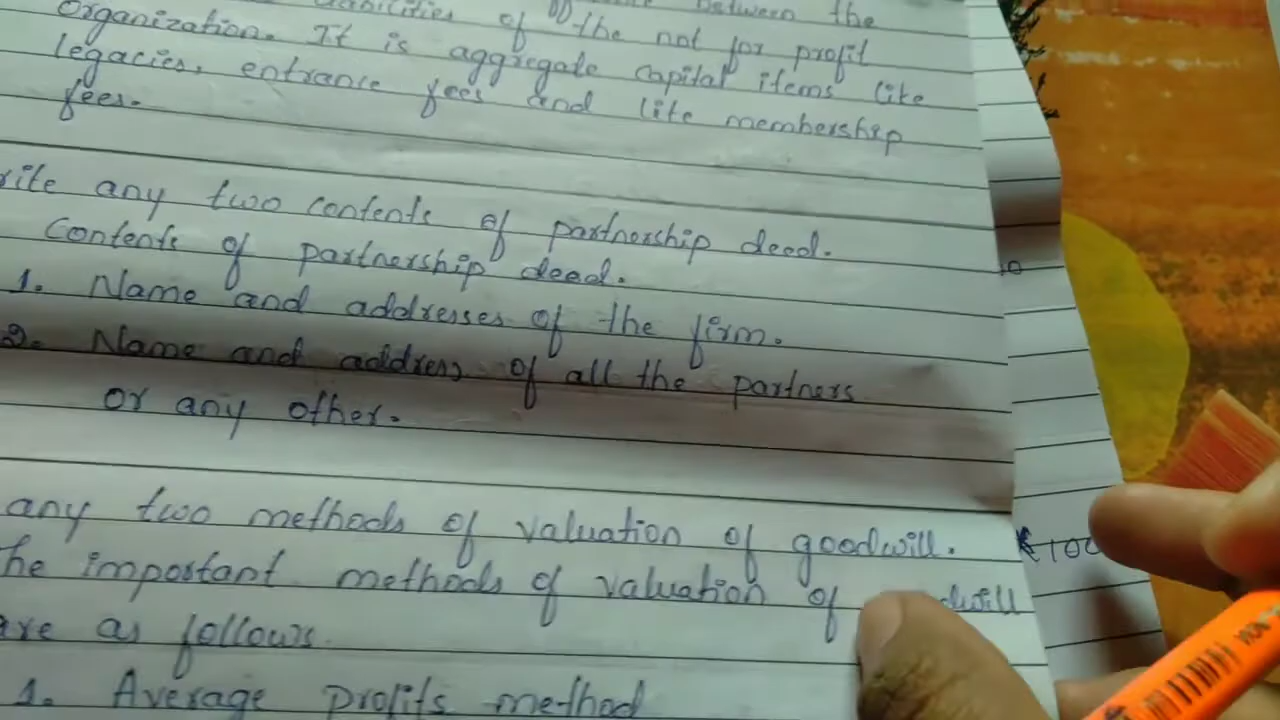 between the
of the not for profit
Organization. It is aggregate capital items like
legacies, entrance fees and life membership
fees.
any two contents of partnership deed.
Contents of partnership deed.
1. Name and addresses of the firm.
2. Name and address of all the partners
or any other.
any two methods of valuation of goodwill.
important methods of valuation of
are as follows.
1. Average profits method